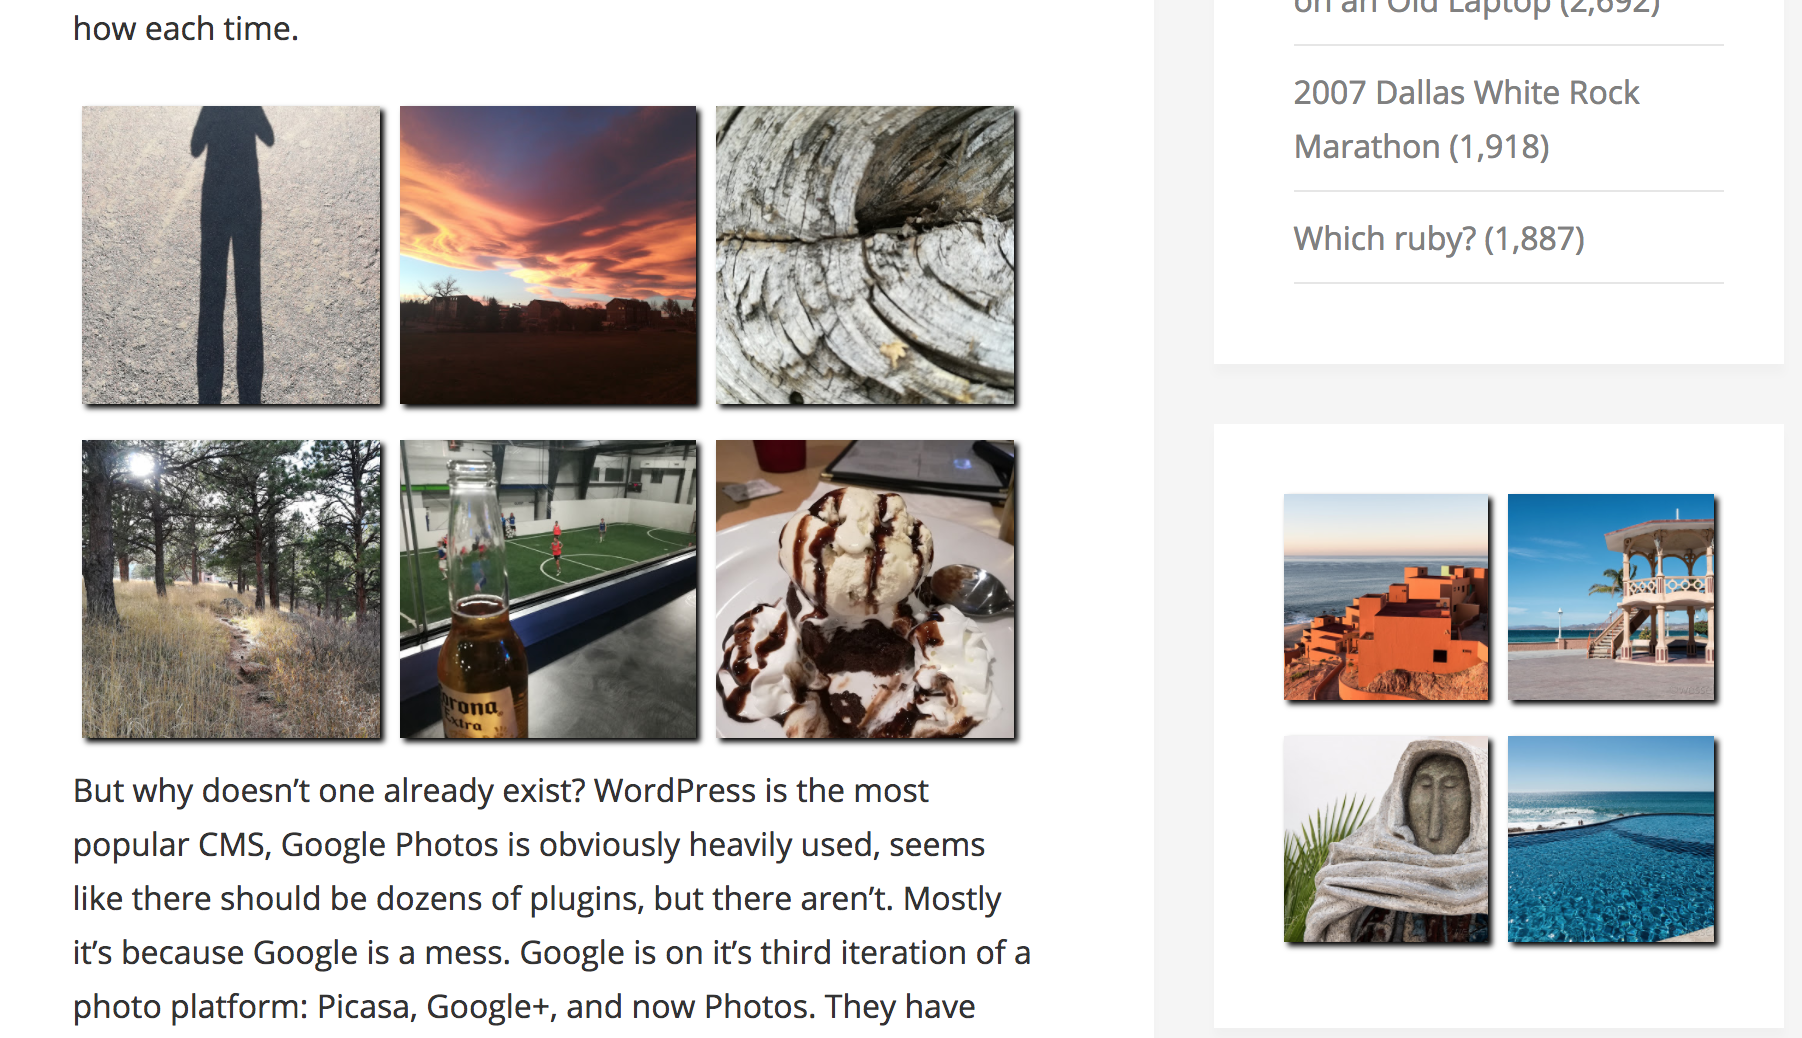 how each time.
orona
Extra
But why doesn’t one already exist? WordPress is the most
popular CMS, Google Photos is obviously heavily used, seems
like there should be dozens of plugins, but there aren’t. Mostly
it’s because Google is a mess. Google is on it’s third iteration of a
photo platform: Picasa, Google+, and now Photos. They have
on an Old Laptop (2,692)
2007 Dallas White Rock
Marathon (1,918)
Which ruby? (1,887)